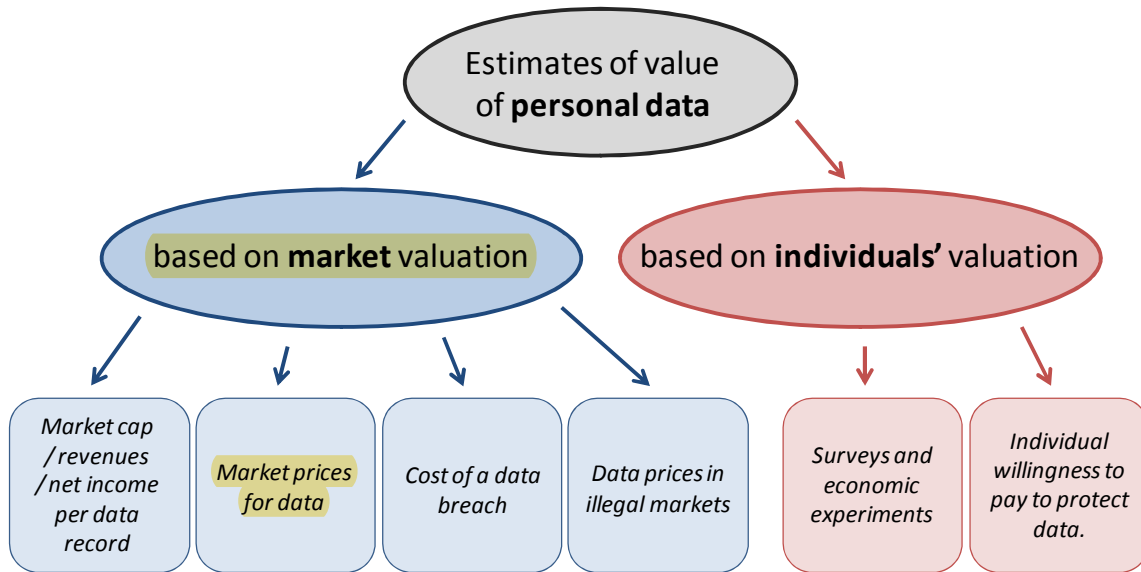 Estimates of value
of personal data
based on market valuation
based on individuals’ valuation
Market cap
/ revenues
/ net income
per data
record
Market prices
for data
Cost of a data
breach
Data prices in
illegal markets
Surveys and
economic
experiments
Individual
willingness to
pay to protect
data.